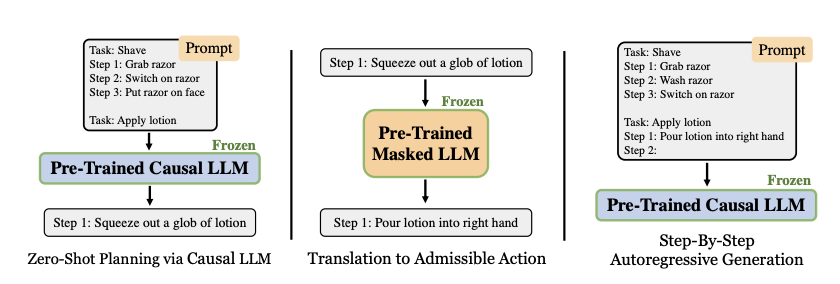 Prompt
Task: Shave
Step 1: Grab razor
Step 2: Switch on razor
Step 3: Put razor on face
Task: Apply lotion
Frozen
Pre-Trained Causal LLM
Step 1: Squeeze out a glob of lotion
Zero-Shot Planning via Causal LLM
Step 1: Squeeze out a glob of lotion
Frozen
Pre-Trained
Masked LLM
Step 1: Pour lotion into right hand
Translation to Admissible Action
Prompt
Task: Shave
Step 1: Grab razor
Step 2: Wash razor
Step 3: Switch on razor
Task: Apply lotion
Step 1: Pour lotion into right hand
Step 2:
Frozen
Pre-Trained Causal LLM
Step-By-Step
Autoregressive Generation